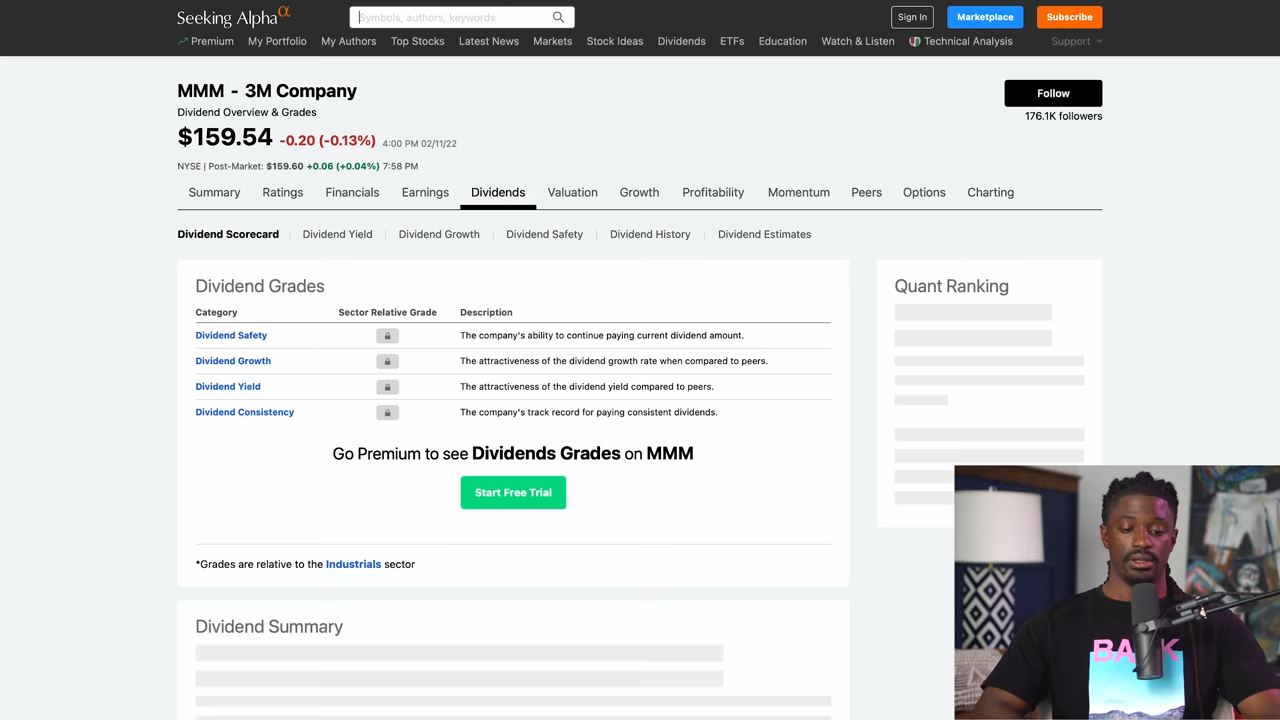 Seeking Alpha α
Symbols, authors, keywords
Sign In
Marketplace
Subscribe
Premium
My Portfolio
My Authors
Top Stocks
Latest News
Markets
Stock Ideas
Dividends
ETFs
Education
Watch & Listen
Technical Analysis
Support
MMM - 3M Company
Follow
Dividend Overview & Grades
176.1K followers
$159.54 -0.20 (-0.13%) 4:00 PM 02/11/22
NYSE | Post-Market: $159.60 +0.06 (+0.04%) 7:58 PM
Summary
Ratings
Financials
Earnings
Dividends
Valuation
Growth
Profitability
Momentum
Peers
Options
Charting
Dividend Scorecard
Dividend Yield
Dividend Growth
Dividend Safety
Dividend History
Dividend Estimates
Dividend Grades
Category Sector Relative Grade Description
Dividend Safety The company's ability to continue paying current dividend amount.
Dividend Growth The attractiveness of the dividend growth rate when compared to peers.
Dividend Yield The attractiveness of the dividend yield compared to peers.
Dividend Consistency The company's track record for paying consistent dividends.
Go Premium to see Dividends Grades on MMM
Start Free Trial
*Grades are relative to the Industrials sector
Quant Ranking
Dividend Summary